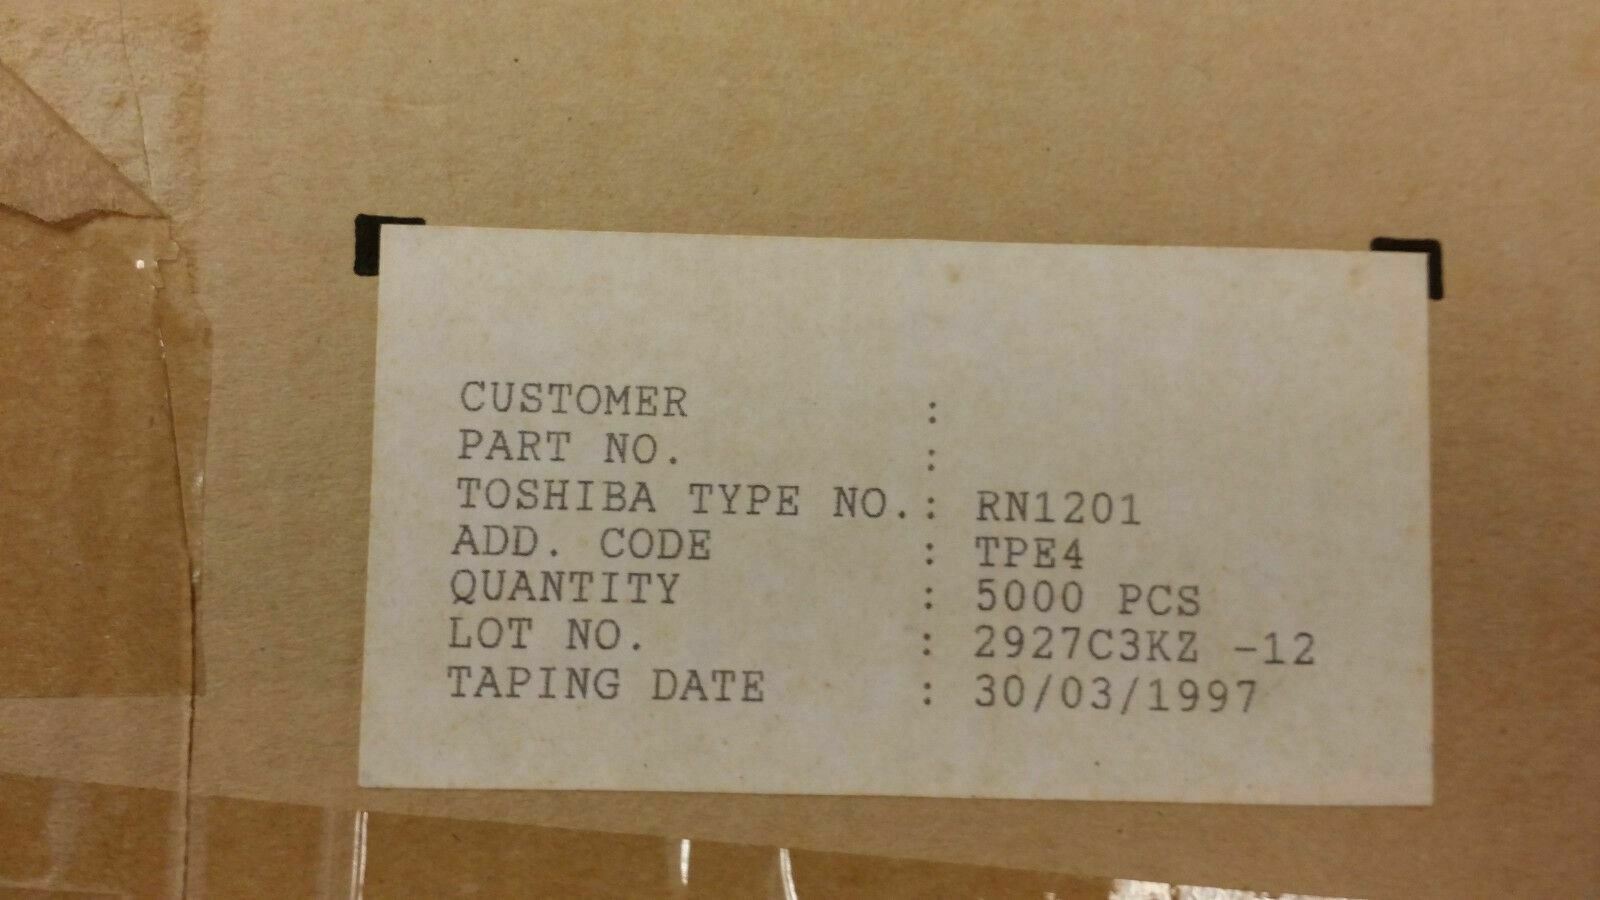 CUSTOMER :
PART NO. :
TOSHIBA TYPE NO.: RN1201
ADD. CODE : TPE4
QUANTITY : 5000 PCS
LOT NO. : 2927C3KZ -12
TAPING DATE : 30/03/1997